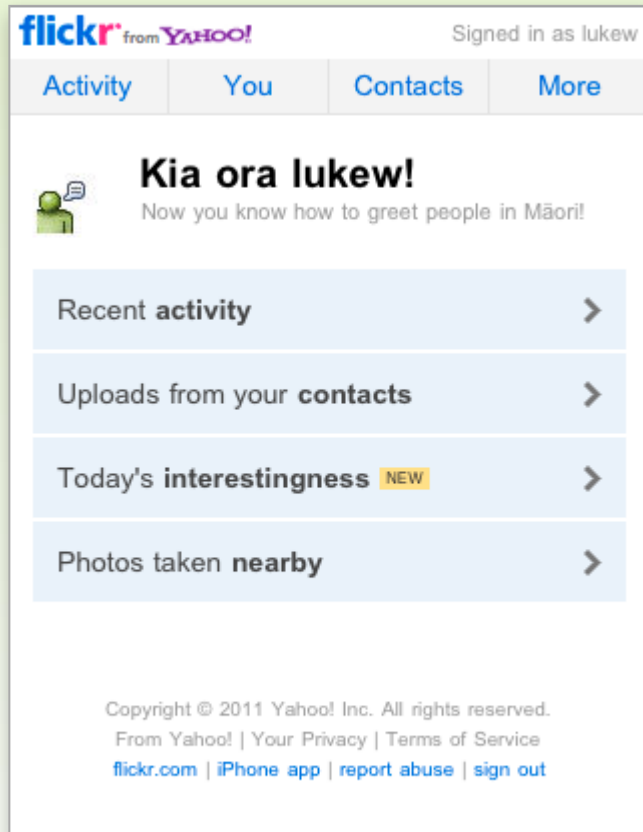 flickr from YAHOO! Signed in as lukew
Activity You Contacts More
Kia ora lukew!
Now you know how to greet people in Māori!
Recent activity
Uploads from your contacts
Today's interestingness NEW
Photos taken nearby
Copyright © 2011 Yahoo! Inc. All rights reserved.
From Yahoo! | Your Privacy | Terms of Service
flickr.com | iPhone app | report abuse | sign out